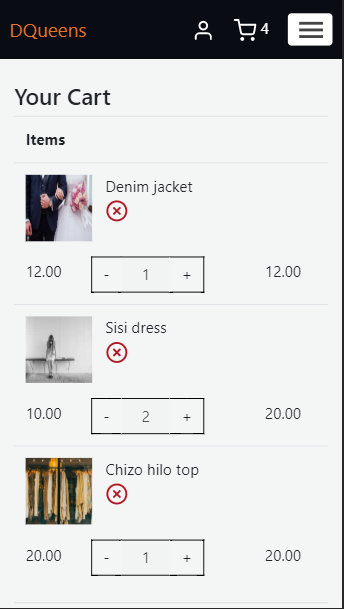 DQueens 4
Your Cart
Items
Denim jacket
12.00 - 1 + 12.00
Sisi dress
10.00 - 2 + 20.00
Chizo hilo top
20.00 - 1 + 20.00